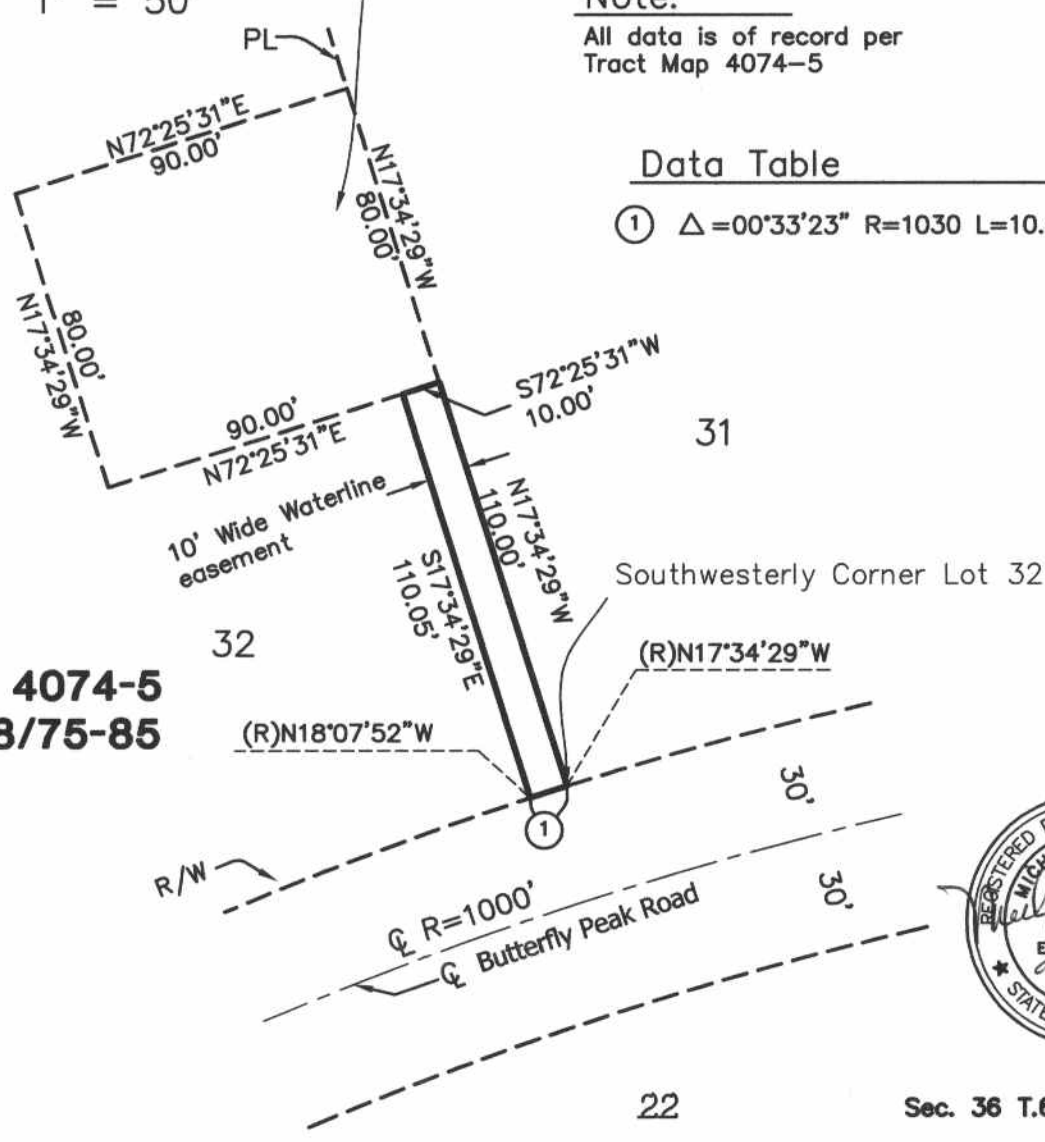 = 50
Note:
PL
All data is of record per
Tract Map 4074-5
N72°25'31"E
90.00'
N17°34'29"W
80.00'
Data Table
1 Δ=00°33'23" R=1030 L=10.
80.00'
N17°34'29"W
S72°25'31"W
10.00'
90.00'
N72°25'31"E
31
10' Wide Waterline
easement
N17°34'29"W
110.00'
S17°34'29"E
110.05'
Southwesterly Corner Lot 32
32
(R)N17°34'29"W
4074-5
/75-85
(R)N18°07'52"W
30'
1
R/W
30'
℄ R=1000'
℄ Butterfly Peak Road
REGISTERED
MICH
STATE
22
Sec. 36 T.6